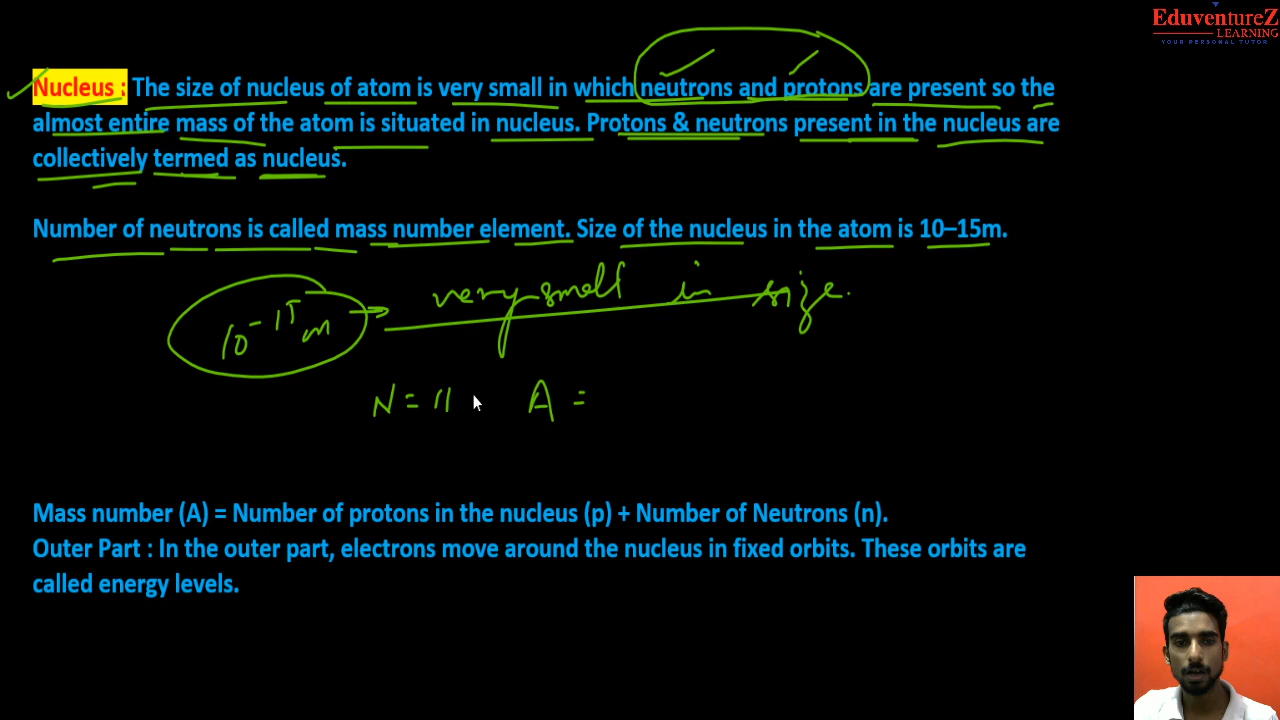 EduventureZ
LEARNING
YOUR PERSONAL TUTOR
Nucleus : The size of nucleus of atom is very small in which neutrons and protons are present so the
almost entire mass of the atom is situated in nucleus. Protons & neutrons present in the nucleus are
collectively termed as nucleus.
Number of neutrons is called mass number element. Size of the nucleus in the atom is 10–15m.
10⁻¹⁵ m → very small in size.
N = 11 A =
Mass number (A) = Number of protons in the nucleus (p) + Number of Neutrons (n).
Outer Part : In the outer part, electrons move around the nucleus in fixed orbits. These orbits are
called energy levels.